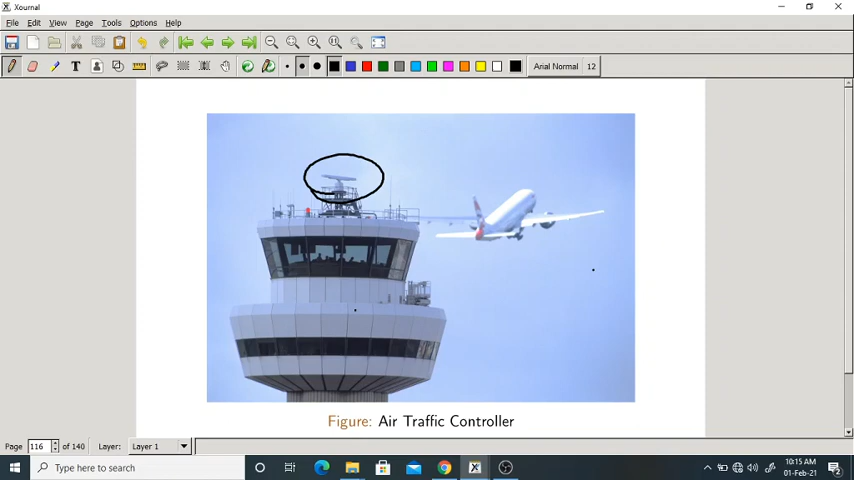 Xournal
File Edit View Page Tools Options Help
T
Arial Normal 12
Figure: Air Traffic Controller
Page 116 of 140 Layer: Layer 1
Type here to search
10:15 AM
01-Feb-21
2